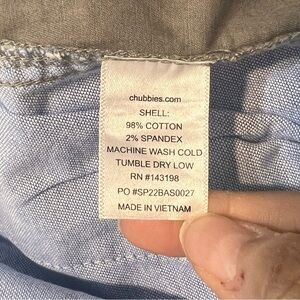 chubbies.com
SHELL:
98% COTTON
2% SPANDEX
MACHINE WASH COLD
TUMBLE DRY LOW
RN #143198
PO #SP22BAS0027
MADE IN VIETNAM